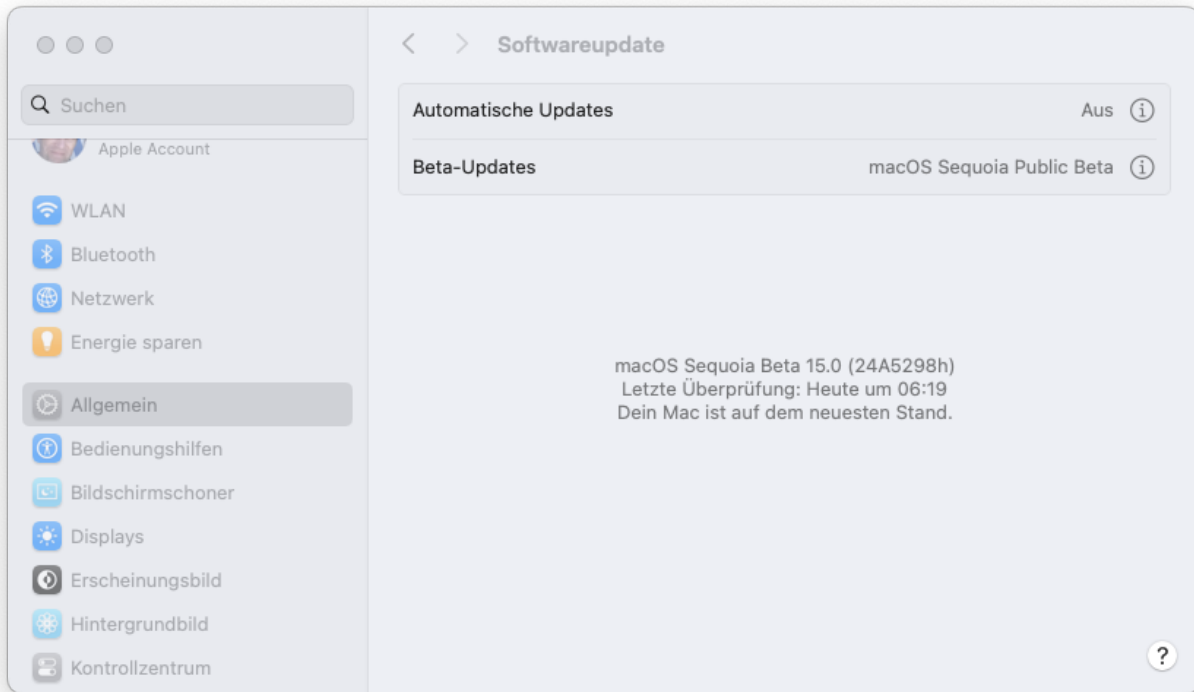 Suchen
Apple Account
WLAN
Bluetooth
Netzwerk
Energie sparen
Allgemein
Bedienungshilfen
Bildschirmschoner
Displays
Erscheinungsbild
Hintergrundbild
Kontrollzentrum
Softwareupdate
Automatische Updates Aus
Beta-Updates macOS Sequoia Public Beta
macOS Sequoia Beta 15.0 (24A5298h)
Letzte Überprüfung: Heute um 06:19
Dein Mac ist auf dem neuesten Stand.
?